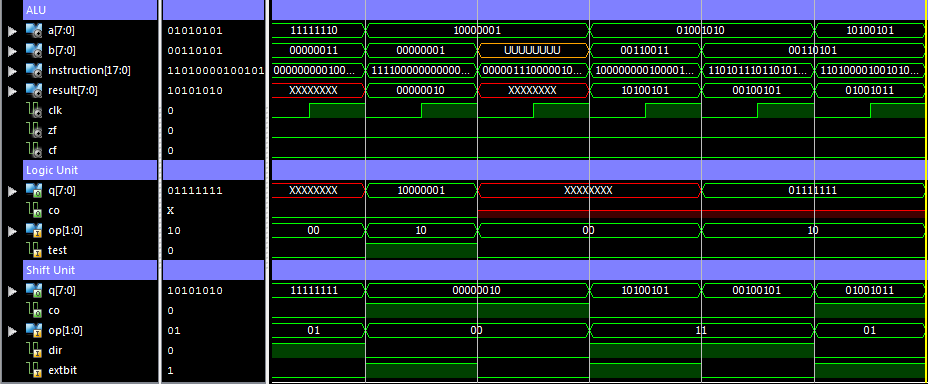 ALU
a[7:0] 01010101 11111110 10000001 01001010 10100101
b[7:0] 00110101 00000011 00000001 UUUUUUUU 00110011 00110101
instruction[17:0] 11010000100101 000000000100... 111100000000000... 000001110000010... 100000000100001... 110101110110101... 110100001001010...
result[7:0] 10101010 XXXXXXXX 00000010 XXXXXXXX 10100101 00100101 01001011
clk 0
zf 0
cf 0
Logic Unit
q[7:0] 01111111 XXXXXXXX 10000001 XXXXXXXX 01111111
co X
op[1:0] 10 00 10 00 10
test 0
Shift Unit
q[7:0] 10101010 11111111 00000010 10100101 00100101 01001011
co 0
op[1:0] 01 01 00 11 01
dir 0
extbit 1